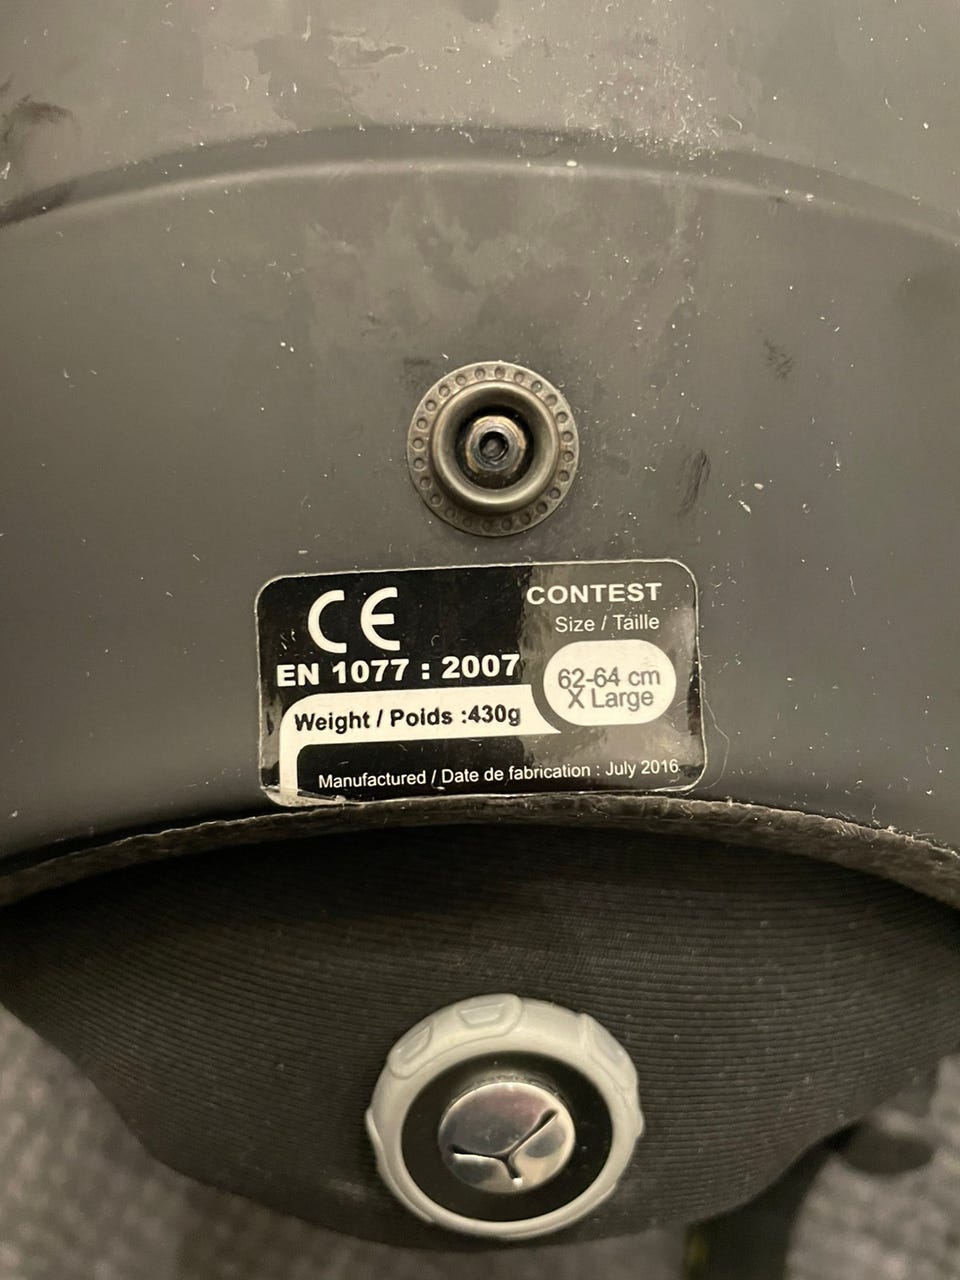 CE
CONTEST
Size / Taille
EN 1077 : 2007
62-64 cm
X Large
Weight / Poids :430g
Manufactured / Date de fabrication : July 2016